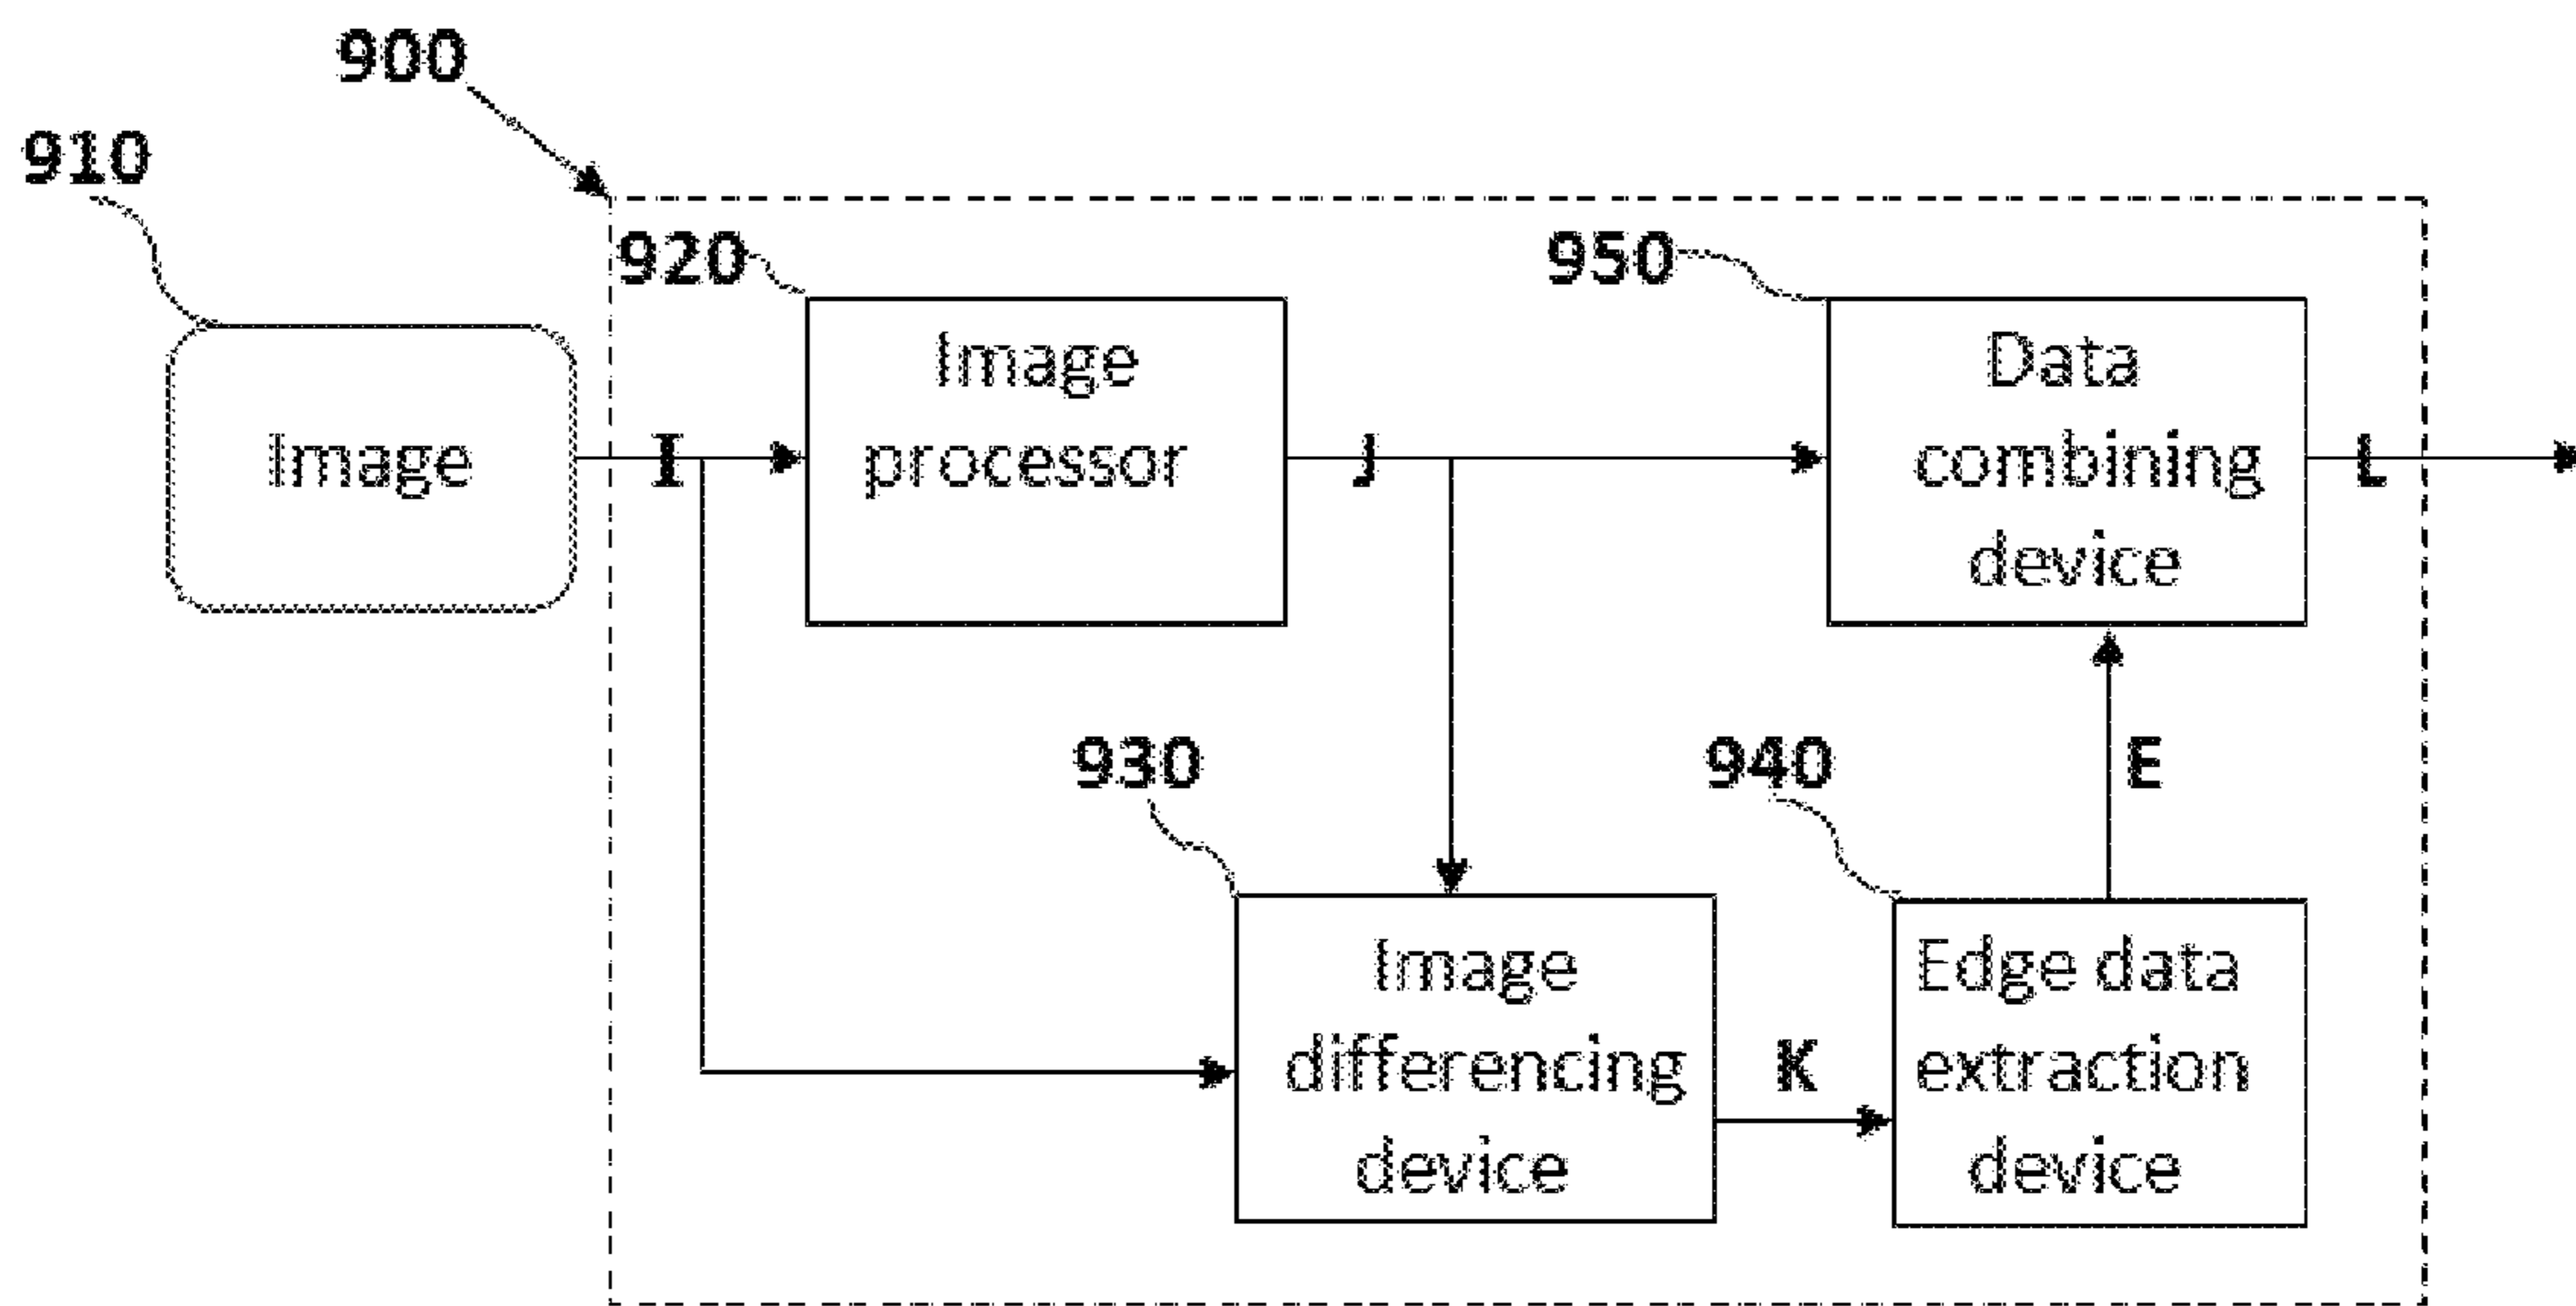 900
910
920
950
Image
processor
Data
combining
device
Image
I
J
L
930
940
E
Image
differencing
device
K
Edge data
extraction
device